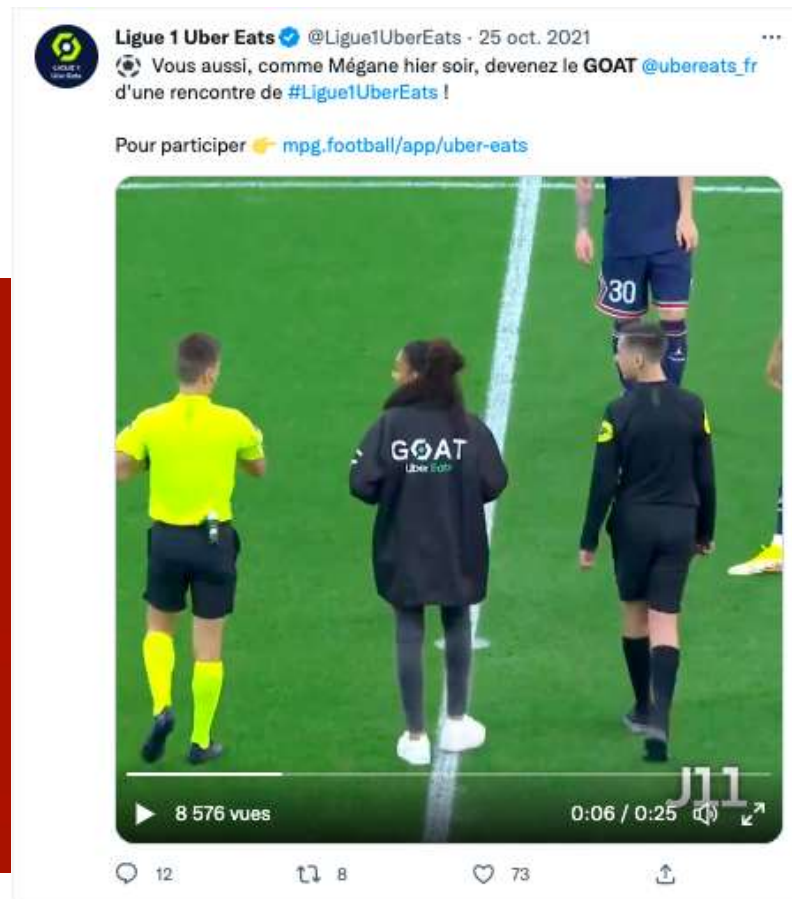 Ligue 1 Uber Eats @Ligue1UberEats · 25 oct. 2021
⚽ Vous aussi, comme Mégane hier soir, devenez le GOAT @ubereats_fr
d'une rencontre de #Ligue1UberEats !
Pour participer 👉 mpg.football/app/uber-eats
30
GOAT
Uber Eats
J11
8 576 vues
0:06 / 0:25
12
8
73